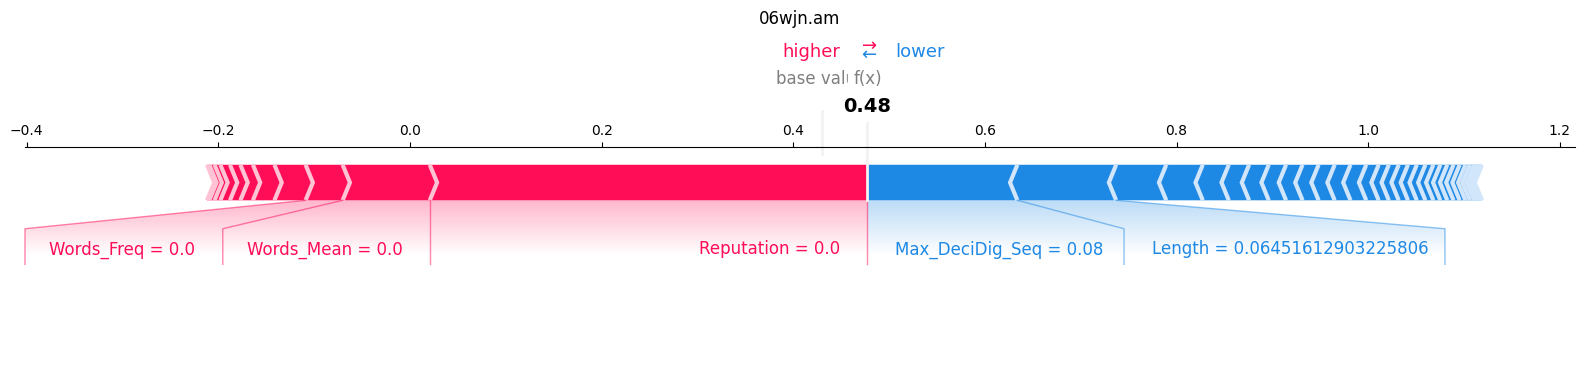 06wjn.am
higher ⇄ lower
base val f(x)
0.48
−0.4 −0.2 0.0 0.2 0.4 0.6 0.8 1.0 1.2
Words_Freq = 0.0 Words_Mean = 0.0 Reputation = 0.0 Max_DeciDig_Seq = 0.08 Length = 0.06451612903225806